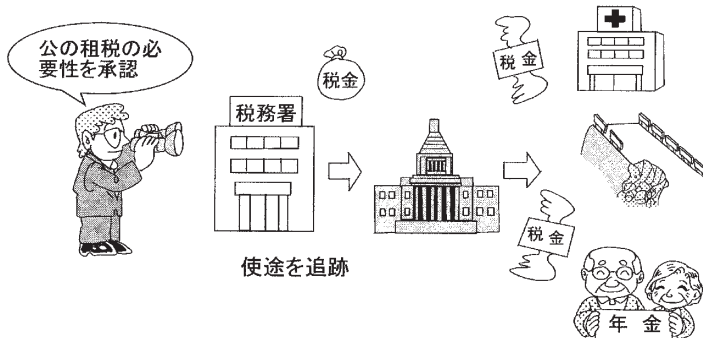 公の租税の必
要性を承認
税務署
税金
税金
税金
使途を追跡
年金